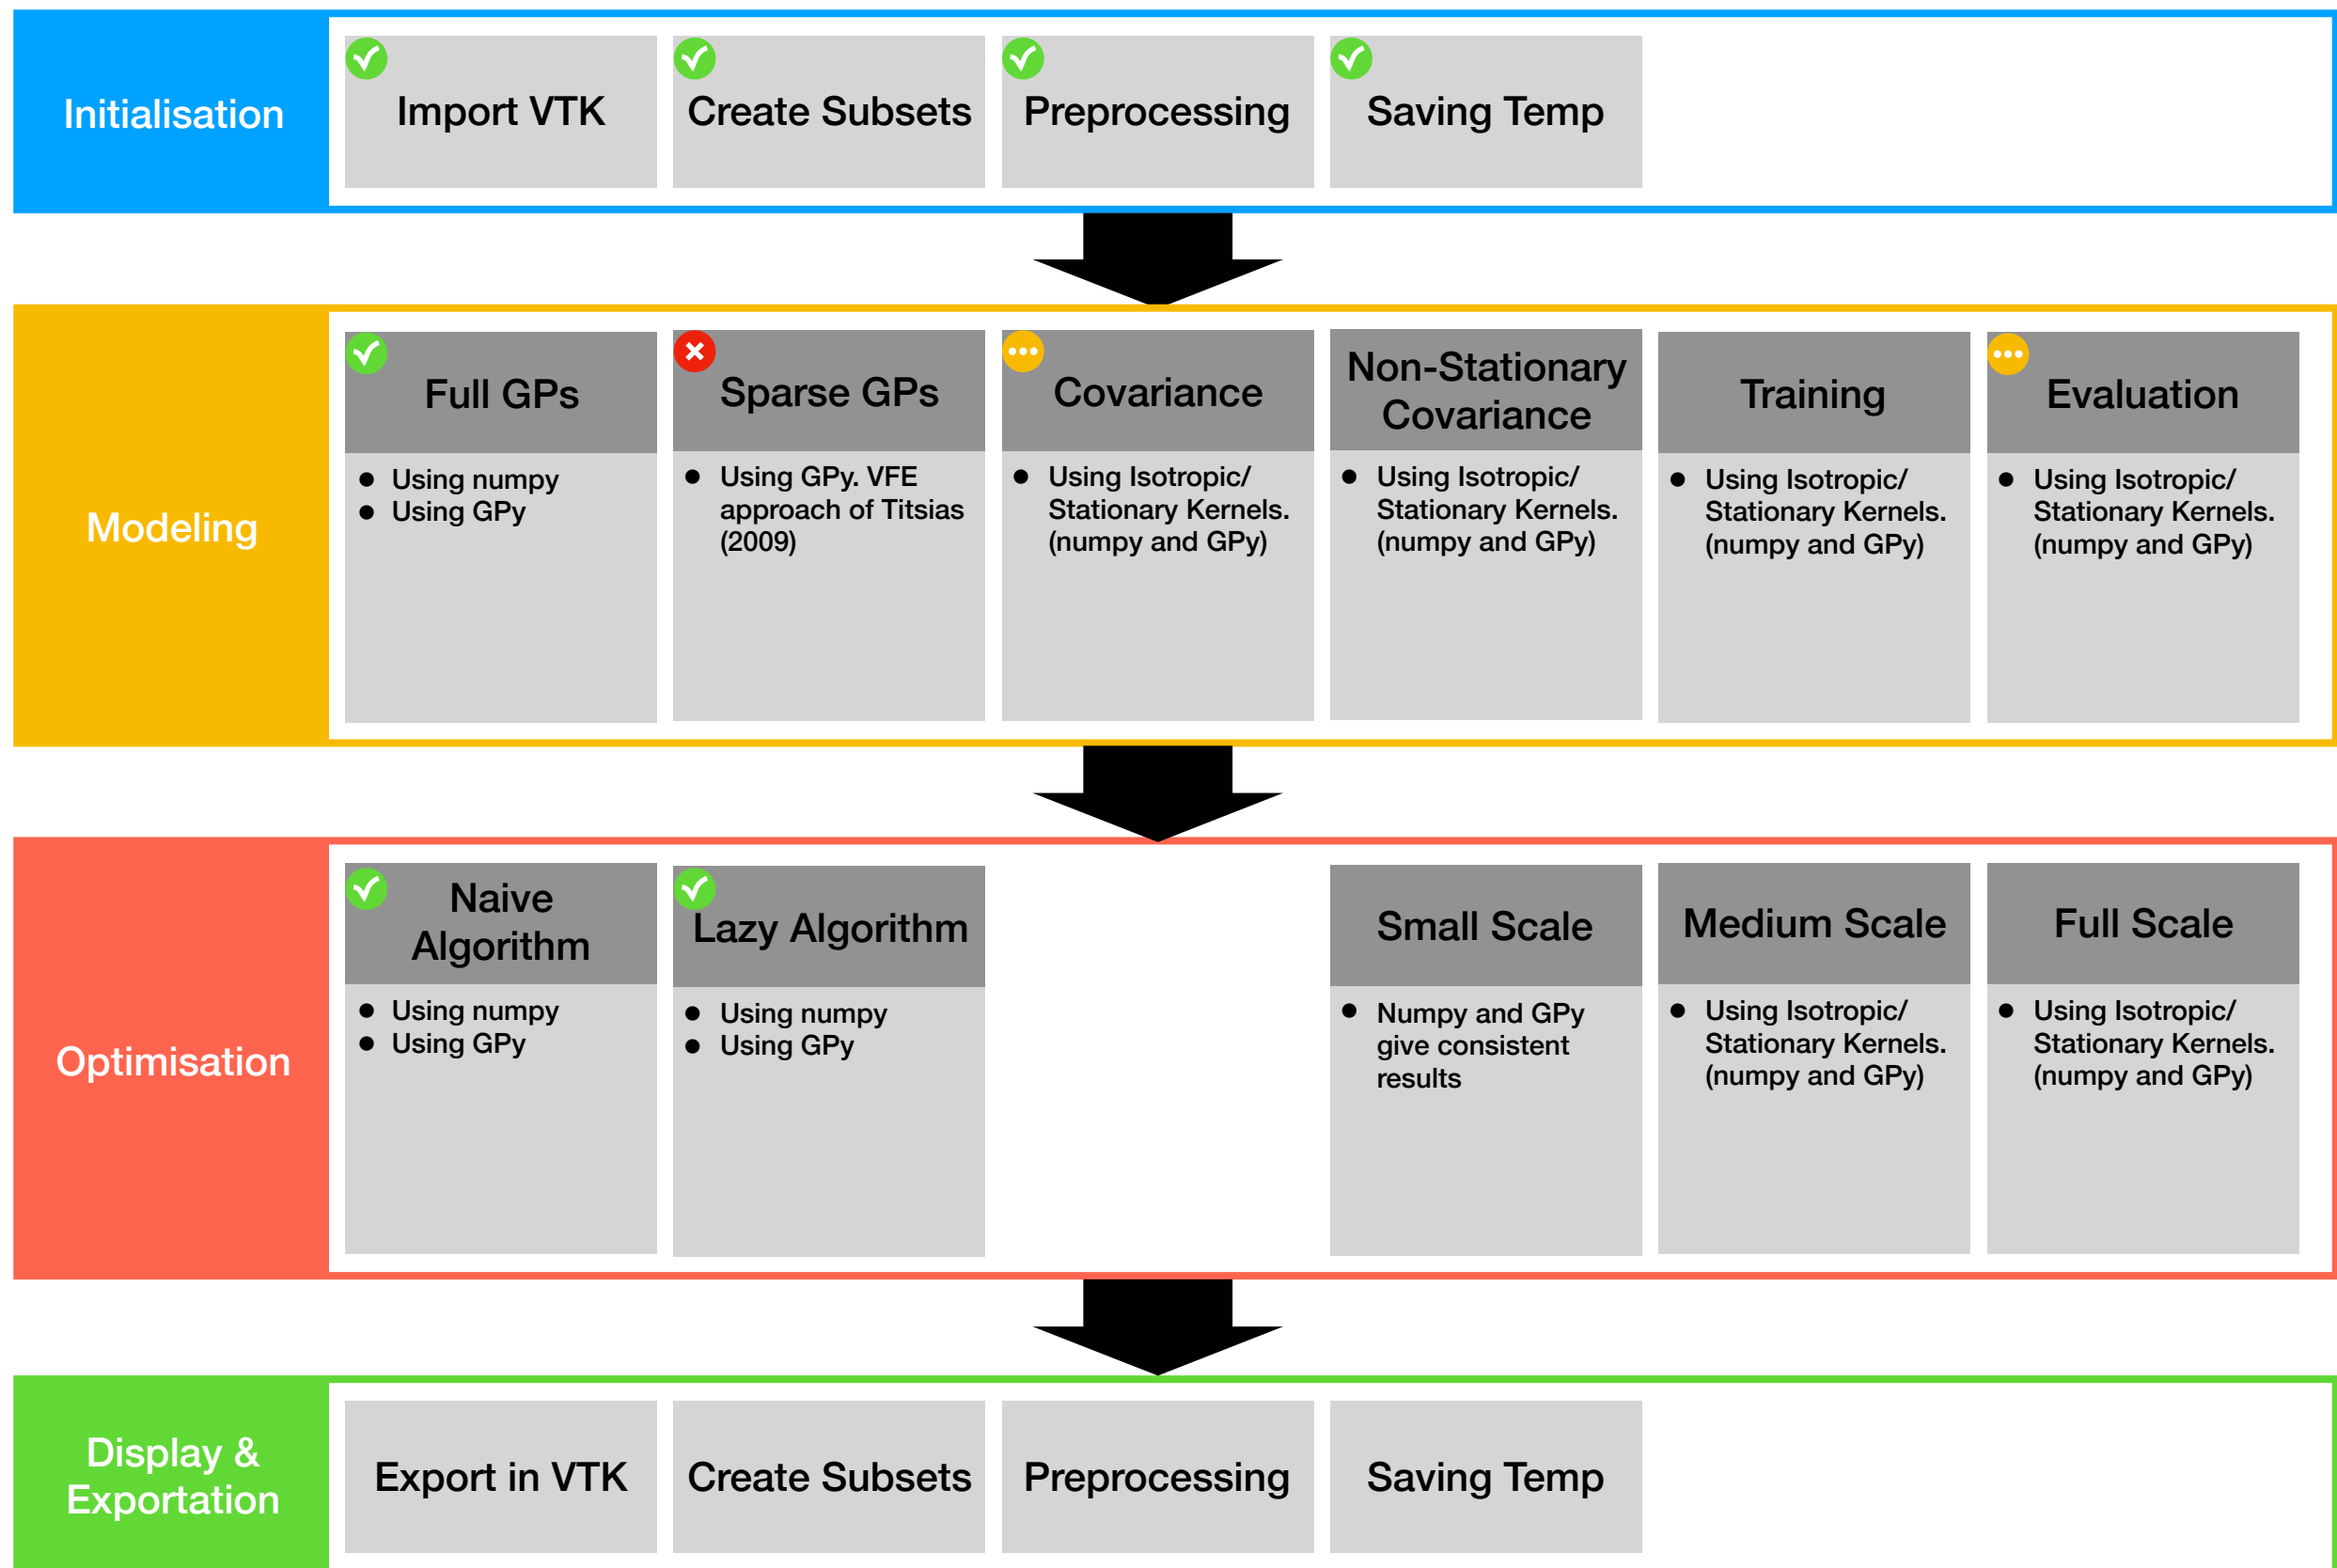 Initialisation
Import VTK
Create Subsets
Preprocessing
Saving Temp
Modeling
Full GPs
● Using numpy
● Using GPy
Sparse GPs
● Using GPy. VFE
approach of Titsias
(2009)
Covariance
● Using Isotropic/
Stationary Kernels.
(numpy and GPy)
Non-Stationary
Covariance
● Using Isotropic/
Stationary Kernels.
(numpy and GPy)
Training
● Using Isotropic/
Stationary Kernels.
(numpy and GPy)
Evaluation
● Using Isotropic/
Stationary Kernels.
(numpy and GPy)
Optimisation
Naive
Algorithm
● Using numpy
● Using GPy
Lazy Algorithm
● Using numpy
● Using GPy
Small Scale
● Numpy and GPy
give consistent
results
Medium Scale
● Using Isotropic/
Stationary Kernels.
(numpy and GPy)
Full Scale
● Using Isotropic/
Stationary Kernels.
(numpy and GPy)
Display &
Exportation
Export in VTK
Create Subsets
Preprocessing
Saving Temp